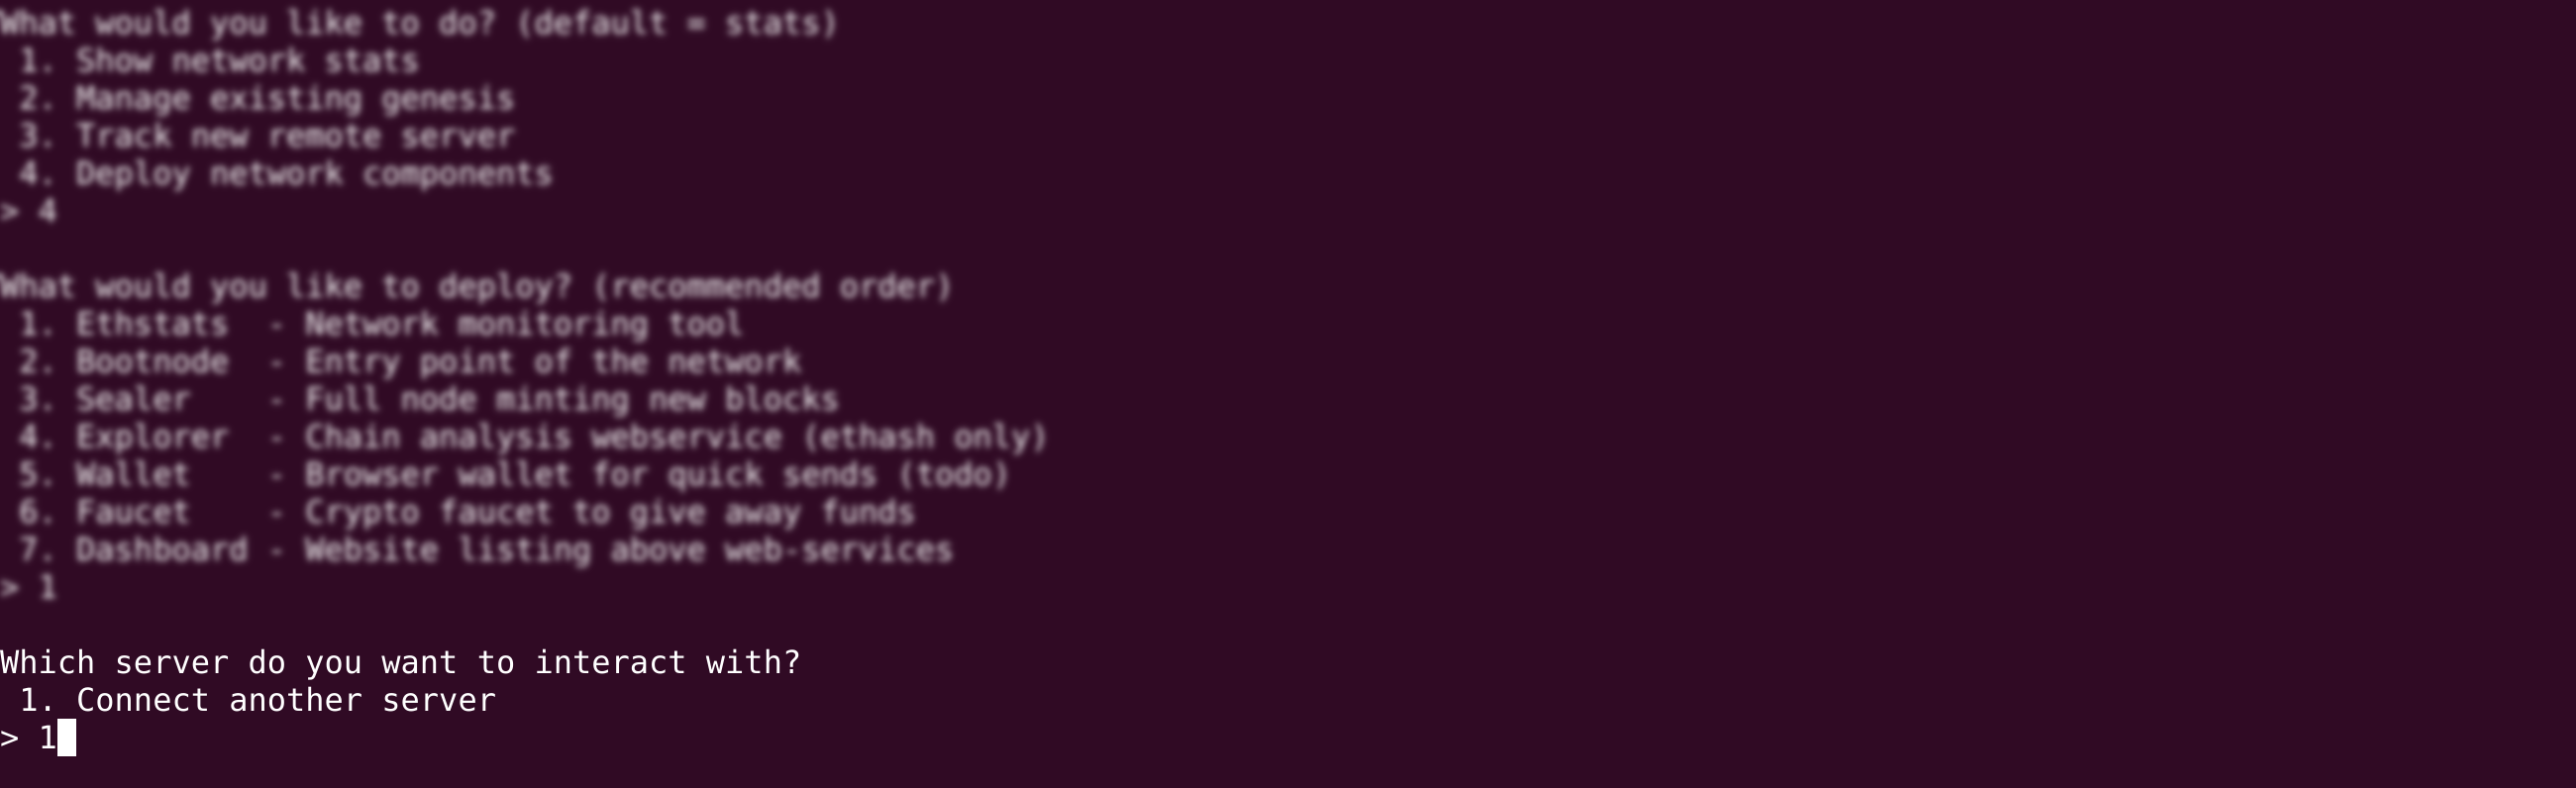 What would you like to do? (default = stats)
 1. Show network stats
 2. Manage existing genesis
 3. Track new remote server
 4. Deploy network components
> 4

What would you like to deploy? (recommended order)
 1. Ethstats  - Network monitoring tool
 2. Bootnode  - Entry point of the network
 3. Sealer    - Full node minting new blocks
 4. Explorer  - Chain analysis webservice (ethash only)
 5. Wallet    - Browser wallet for quick sends (todo)
 6. Faucet    - Crypto faucet to give away funds
 7. Dashboard - Website listing above web-services
> 1

Which server do you want to interact with?
 1. Connect another server
> 1